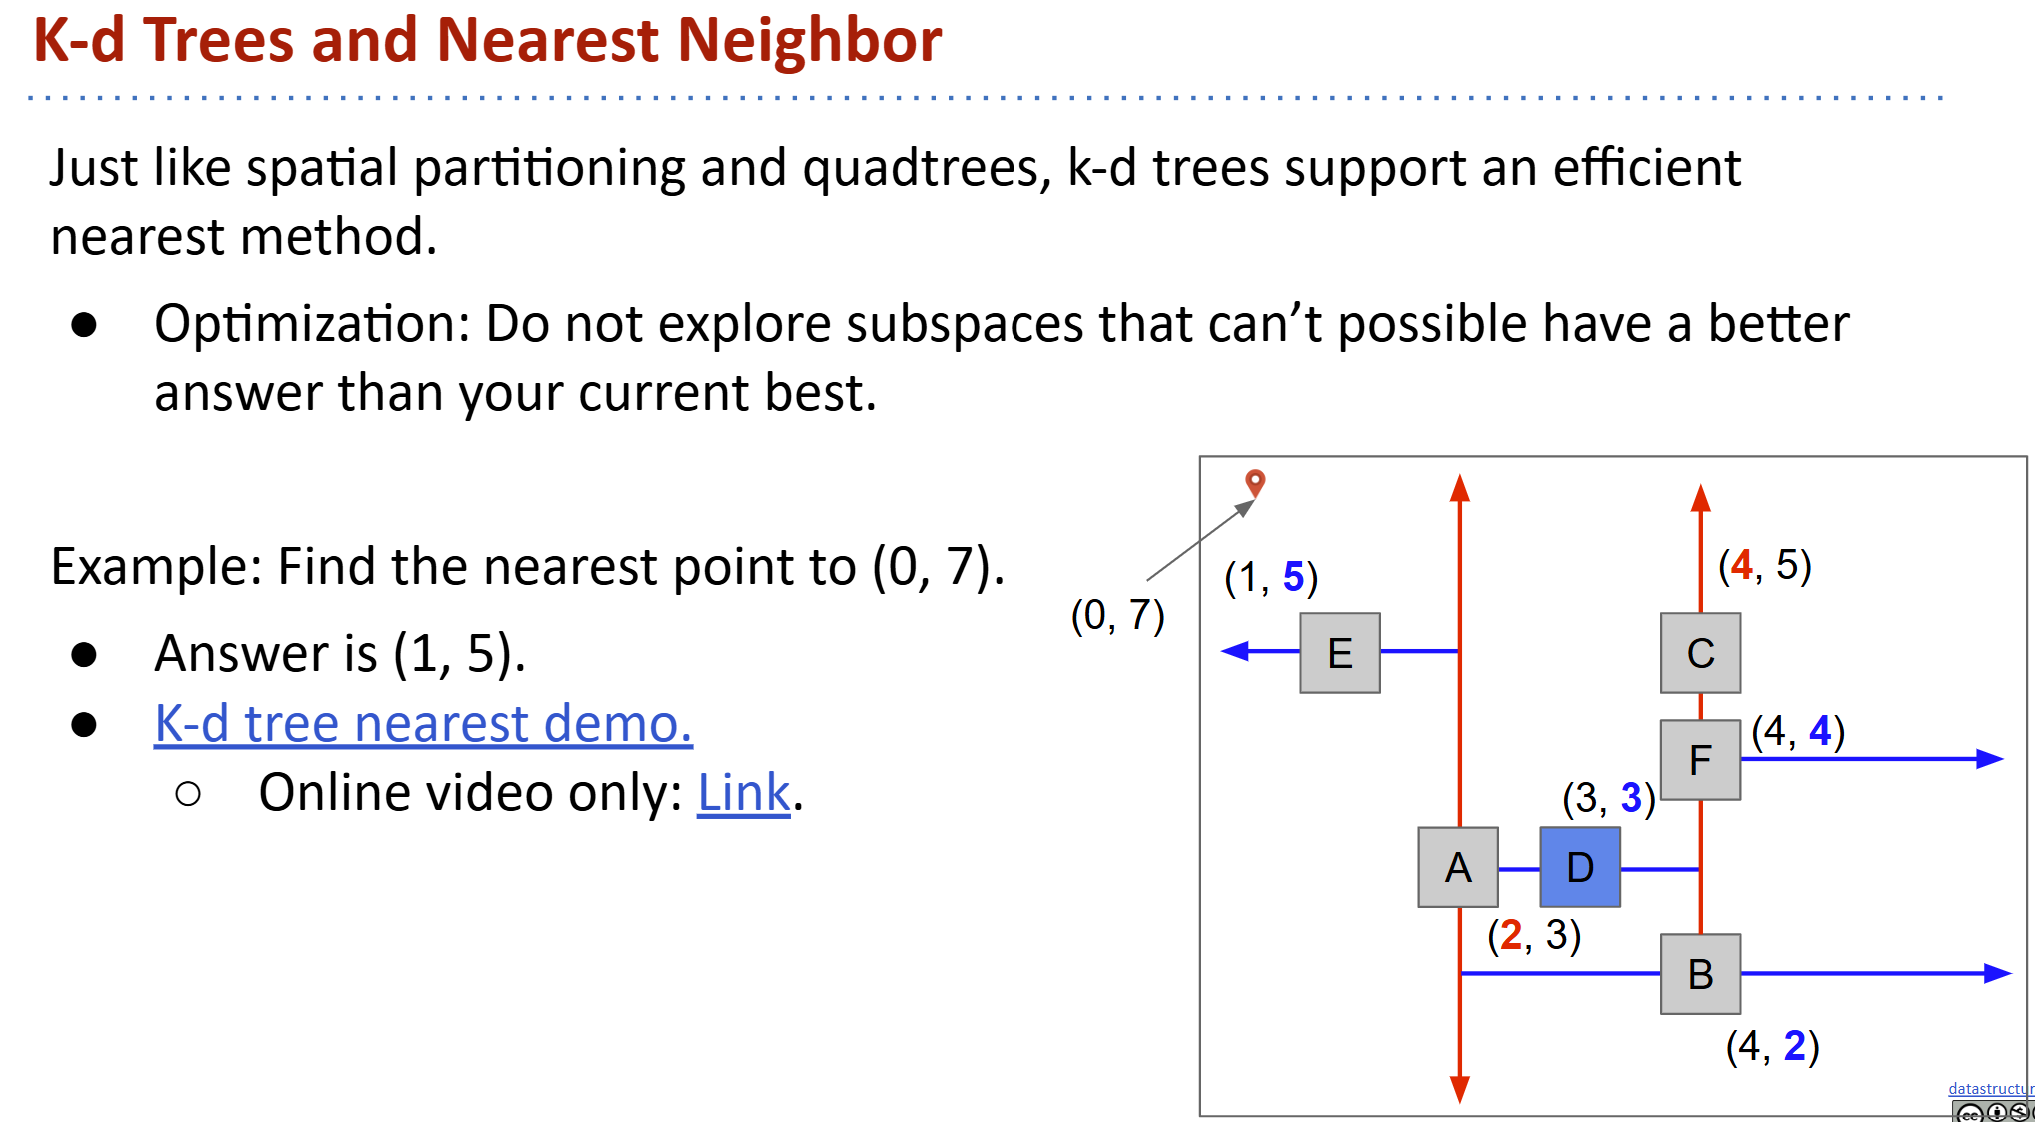 K-d Trees and Nearest Neighbor
Just like spatial partitioning and quadtrees, k-d trees support an efficient
nearest method.
● Optimization: Do not explore subspaces that can’t possible have a better
answer than your current best.
Example: Find the nearest point to (0, 7).
● Answer is (1, 5).
● K-d tree nearest demo.
○ Online video only: Link.
(0, 7)
(1, 5)
E
(4, 5)
C
(4, 4)
F
(3, 3)
A
D
(2, 3)
B
(4, 2)
datastructur
cc